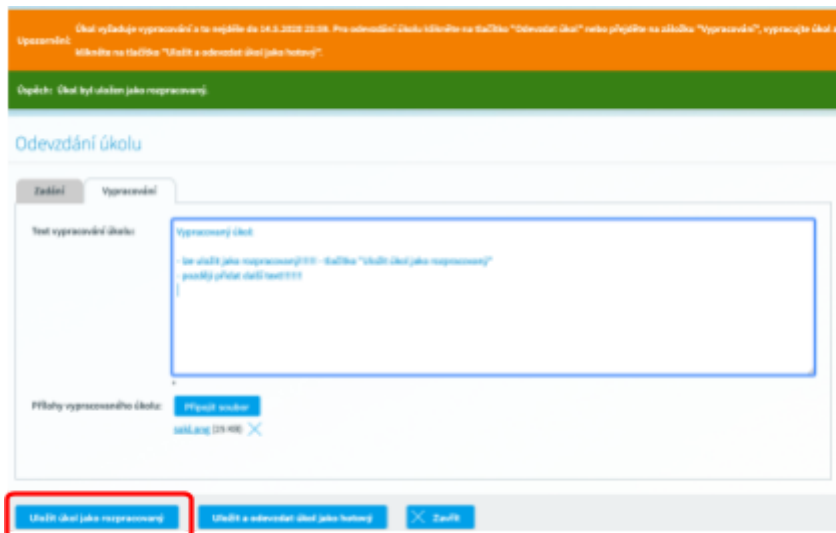 Upozornění: Úkol vyžaduje vypracování a to nejdéle do 14.3.2020 22:09. Pro odevzdání úkolu klikněte na tlačítko "Odevzdat úkol" nebo přejděte na záložku "Vypracování", vypracujte úkol a
klikněte na tlačítko "Uložit a odevzdat úkol jako hotový".
Úspěch: Úkol byl uložen jako rozpracovaný.
Odevzdání úkolu
Zadání Vypracování
Text vypracování úkolu:
Vypracovaný úkol:
- lze uložit jako rozpracovaný!!!!! - tlačítko "Uložit úkol jako rozpracovaný"
- později přidat další text!!!!!!
Přílohy vypracovaného úkolu: Připojit soubor
Uložit úkol jako rozpracovaný Uložit a odevzdat úkol jako hotový Zavřít